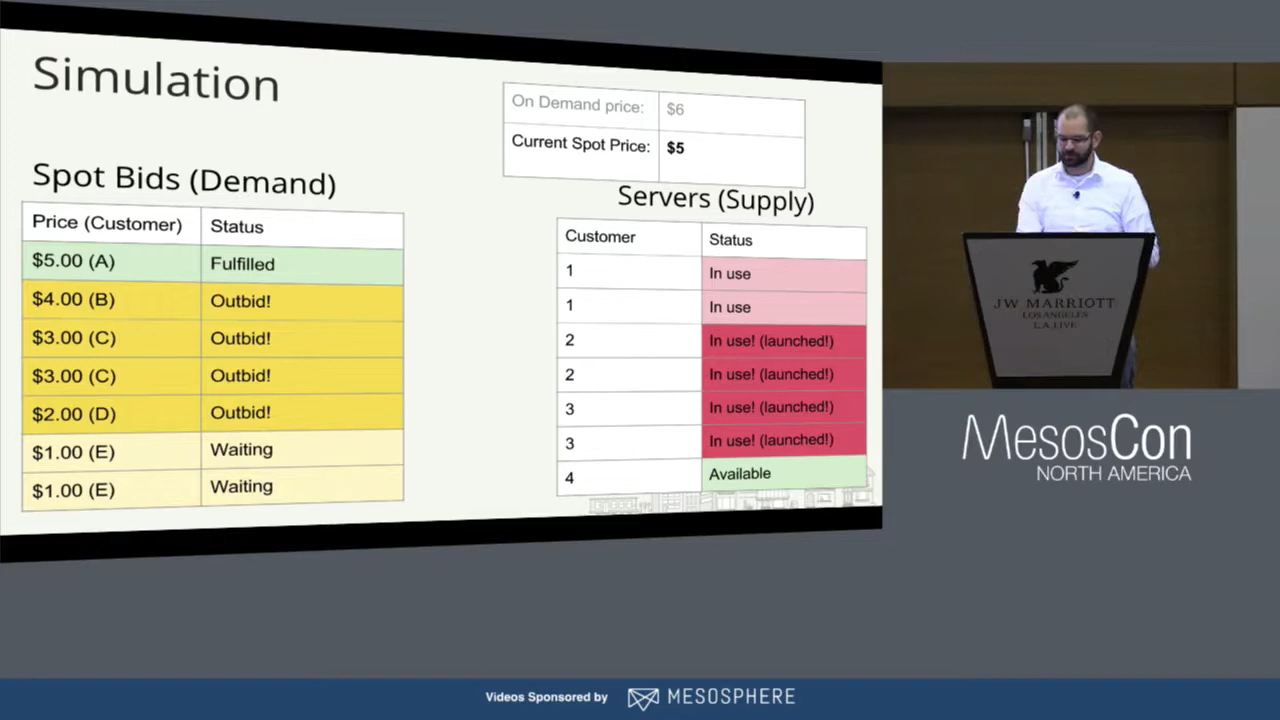 Simulation
On Demand price: $6
Current Spot Price: $5
Spot Bids (Demand)
Price (Customer) Status
$5.00 (A) Fulfilled
$4.00 (B) Outbid!
$3.00 (C) Outbid!
$3.00 (C) Outbid!
$2.00 (D) Outbid!
$1.00 (E) Waiting
$1.00 (E) Waiting
Servers (Supply)
Customer Status
1 In use
1 In use
2 In use! (launched!)
2 In use! (launched!)
3 In use! (launched!)
3 In use! (launched!)
4 Available
JW MARRIOTT
LOS ANGELES
L.A. LIVE
MesosCon
NORTH AMERICA
Videos Sponsored by MESOSPHERE